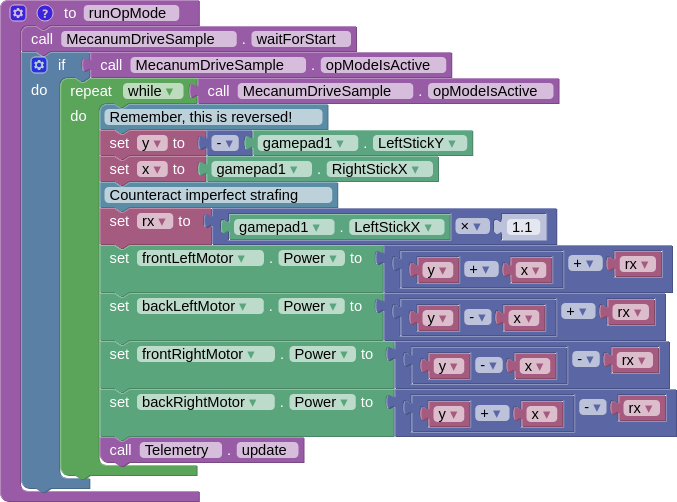 to runOpMode
call MecanumDriveSample . waitForStart
if call MecanumDriveSample . opModeIsActive
do repeat while call MecanumDriveSample . opModeIsActive
do Remember, this is reversed!
set y to - gamepad1 . LeftStickY
set x to gamepad1 . RightStickX
Counteract imperfect strafing
set rx to gamepad1 . LeftStickX × 1.1
set frontLeftMotor . Power to y + x + rx
set backLeftMotor . Power to y - x + rx
set frontRightMotor . Power to y - x - rx
set backRightMotor . Power to y + x - rx
call Telemetry . update